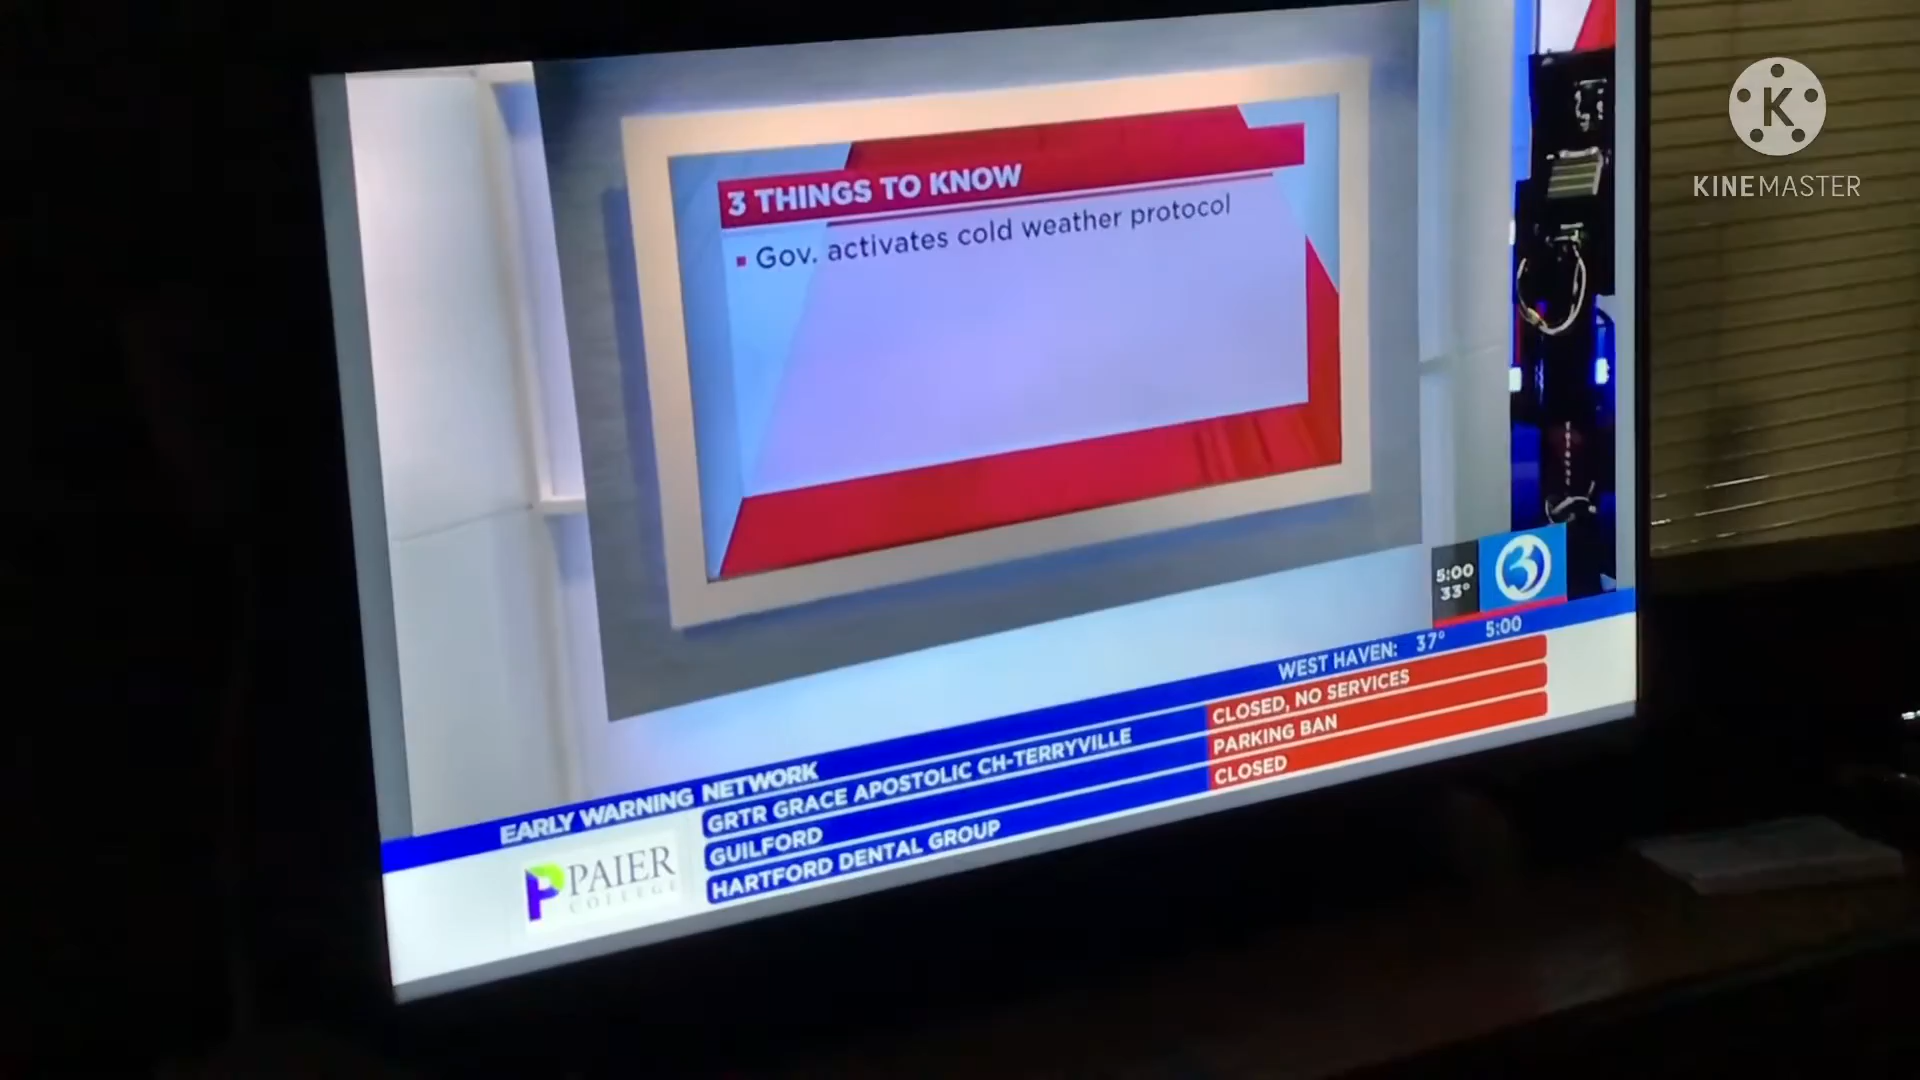 K
KINEMASTER
3 THINGS TO KNOW
▪ Gov. activates cold weather protocol
5:00
33°
3
WEST HAVEN: 37° 5:00
EARLY WARNING NETWORK
GRTR GRACE APOSTOLIC CH-TERRYVILLE CLOSED, NO SERVICES
GUILFORD PARKING BAN
HARTFORD DENTAL GROUP CLOSED
P PAIER
COLLEGE